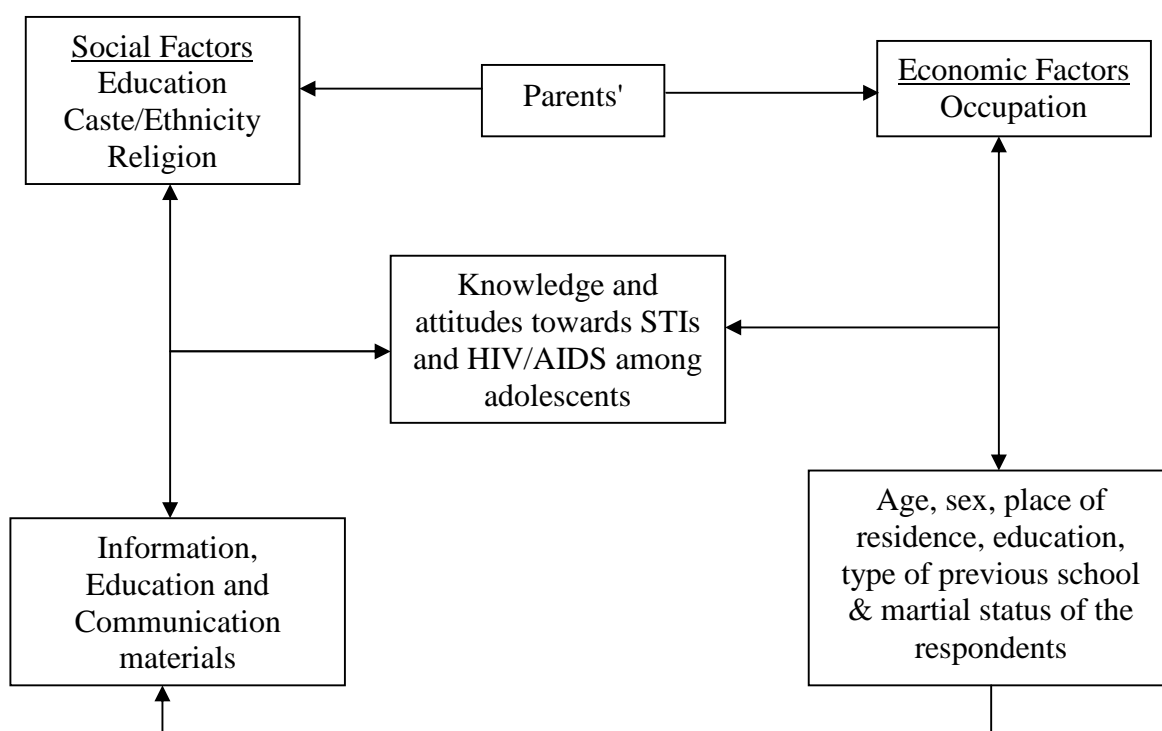 Social Factors
Education
Caste/Ethnicity
Religion
Parents'
Economic Factors
Occupation
Knowledge and
attitudes towards STIs
and HIV/AIDS among
adolescents
Information,
Education and
Communication
materials
Age, sex, place of
residence, education,
type of previous school
& martial status of the
respondents